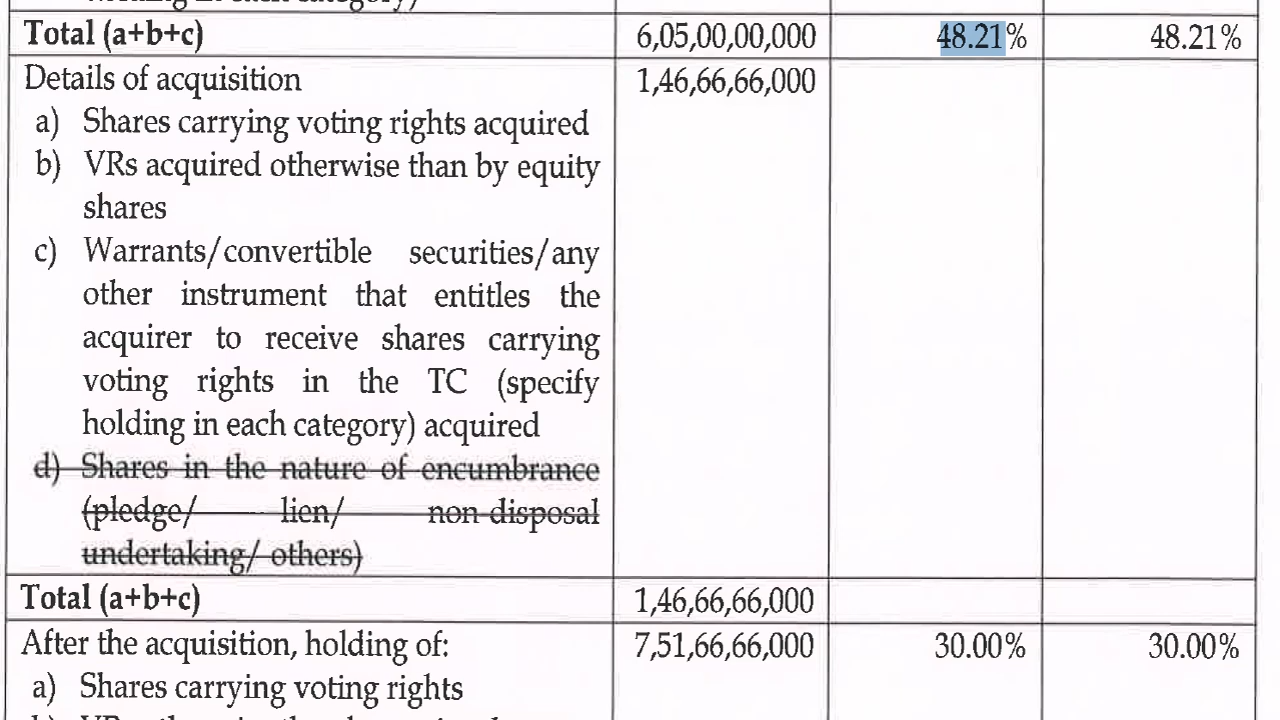 Total (a+b+c) 6,05,00,00,000 48.21% 48.21%
Details of acquisition 1,46,66,66,000
a) Shares carrying voting rights acquired
b) VRs acquired otherwise than by equity
shares
c) Warrants/convertible securities/any
other instrument that entitles the
acquirer to receive shares carrying
voting rights in the TC (specify
holding in each category) acquired
d) Shares in the nature of encumbrance
(pledge/ lien/ non-disposal
undertaking/ others)
Total (a+b+c) 1,46,66,66,000
After the acquisition, holding of: 7,51,66,66,000 30.00% 30.00%
a) Shares carrying voting rights